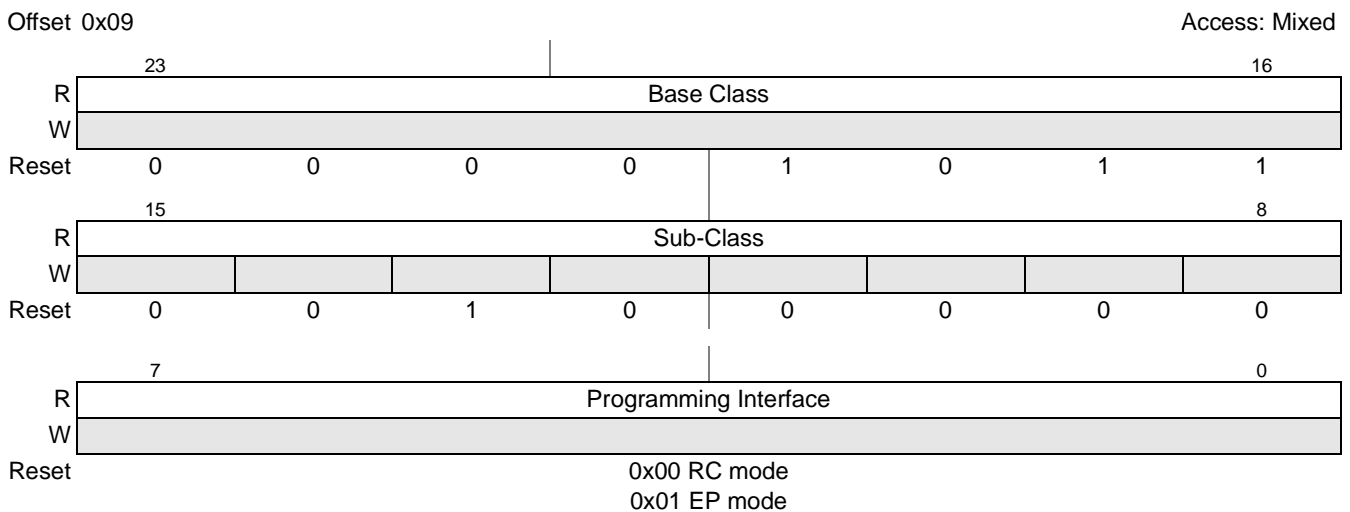 Offset 0x09 Access: Mixed
23 16
R Base Class
W
Reset 0 0 0 0 1 0 1 1
15 8
R Sub-Class
W
Reset 0 0 1 0 0 0 0 0
7 0
R Programming Interface
W
Reset 0x00 RC mode
0x01 EP mode